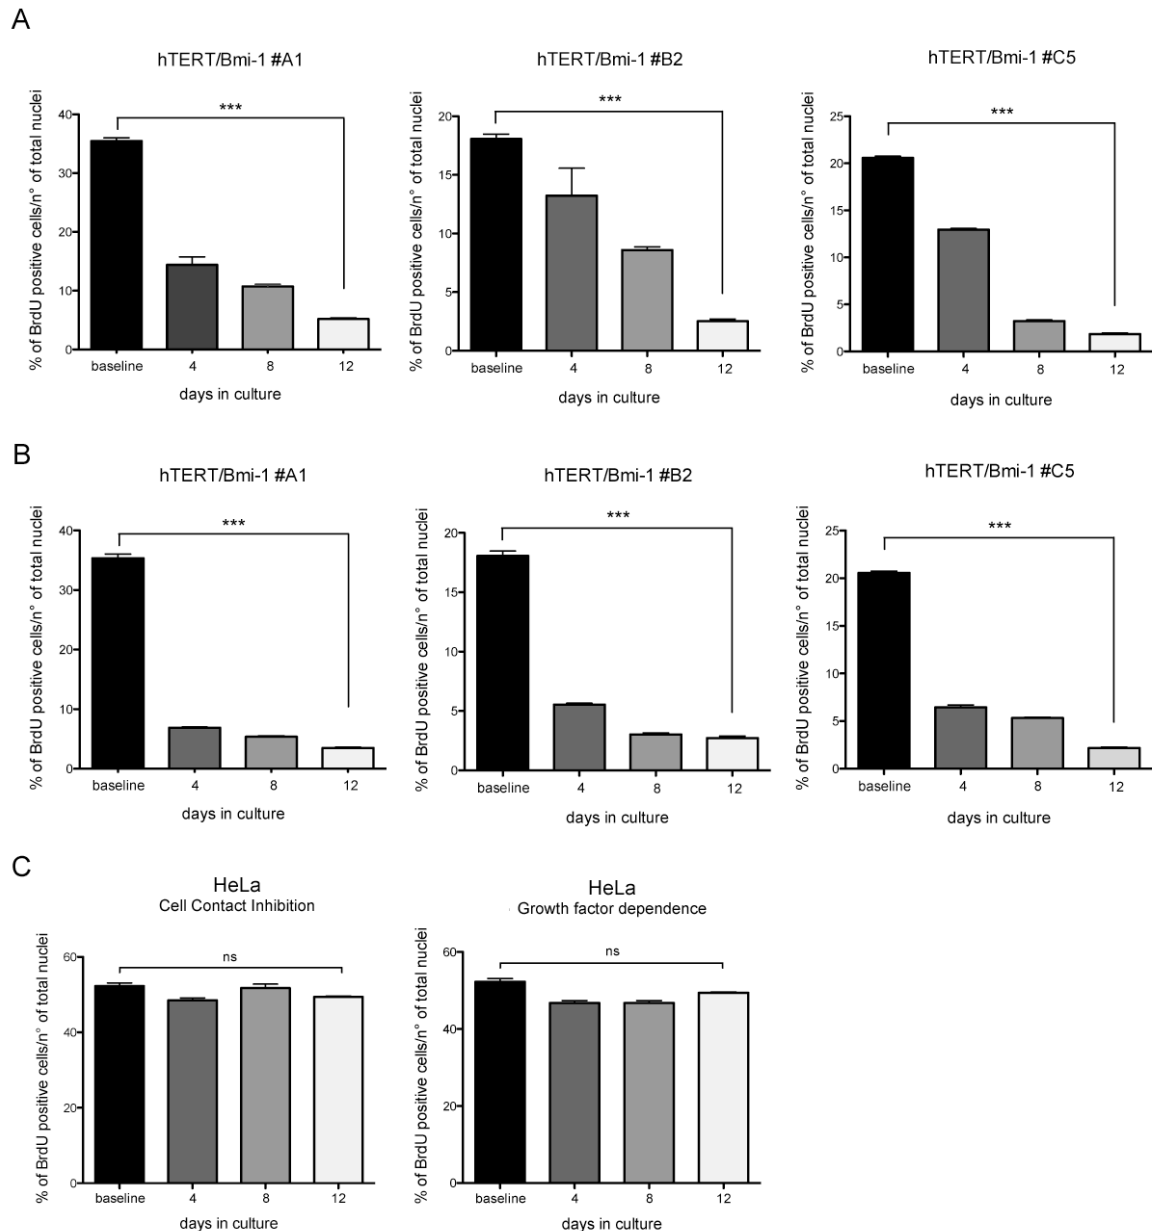 A
hTERT/Bmi-1 #A1
% of BrdU positive cells/n° of total nuclei
40
30
20
10
0
***
baseline 4 8 12
days in culture
hTERT/Bmi-1 #B2
% of BrdU positive cells/n° of total nuclei
20
15
10
5
0
***
baseline 4 8 12
days in culture
hTERT/Bmi-1 #C5
% of BrdU positive cells/n° of total nuclei
25
20
15
10
5
0
***
baseline 4 8 12
days in culture
B
hTERT/Bmi-1 #A1
% of BrdU positive cells/n° of total nuclei
40
30
20
10
0
***
baseline 4 8 12
days in culture
hTERT/Bmi-1 #B2
% of BrdU positive cells/n° of total nuclei
20
15
10
5
0
***
baseline 4 8 12
days in culture
hTERT/Bmi-1 #C5
% of BrdU positive cells/n° of total nuclei
25
20
15
10
5
0
***
baseline 4 8 12
days in culture
C
HeLa
Cell Contact Inhibition
% of BrdU positive cells/n° of total nuclei
60
40
20
0
ns
baseline 4 8 12
days in culture
HeLa
Growth factor dependence
% of BrdU positive cells/n° of total nuclei
60
40
20
0
ns
baseline 4 8 12
days in culture